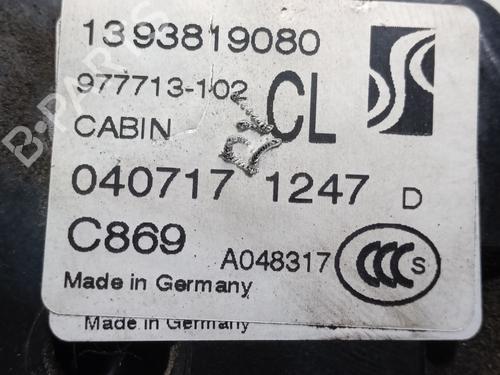 1393819080
977713-102
CL
CABIN
040717 1247 D
C869
A048317
CCC S
Made in Germany
Made in Germany
B-PARTS